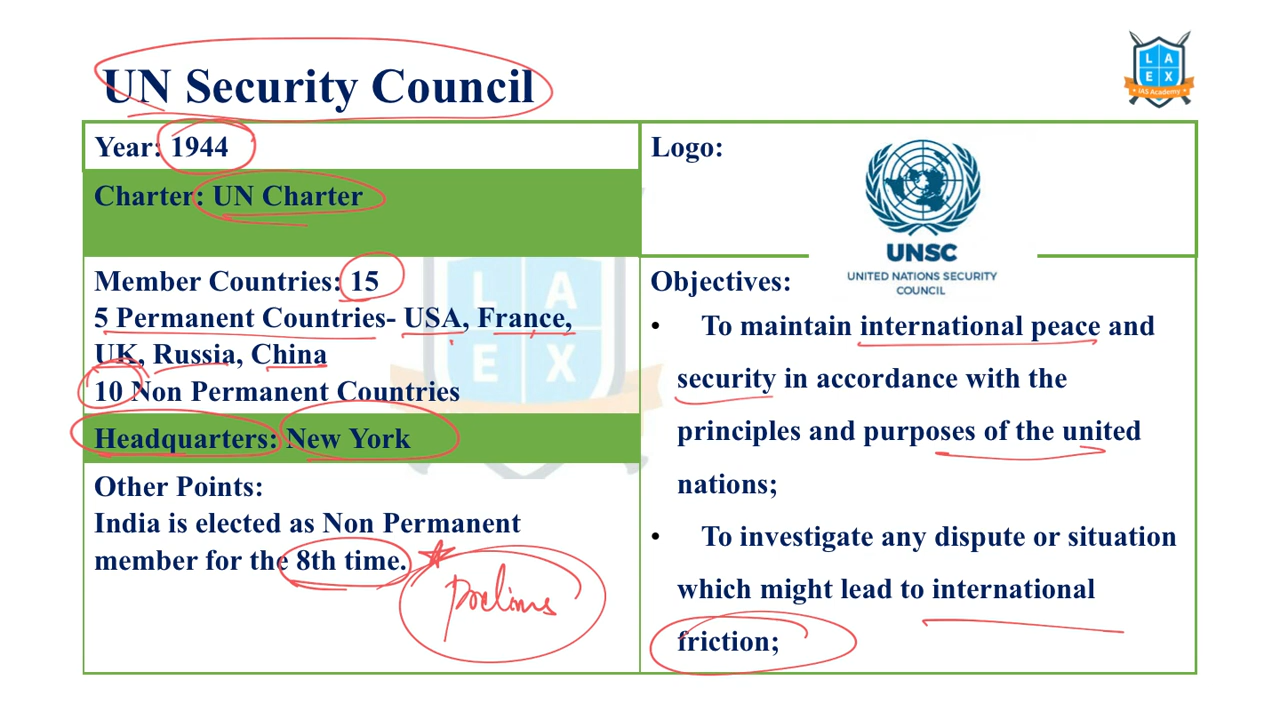 UN Security Council
L A
E X
IAS Academy
Year: 1944
Logo:
Charter: UN Charter
UNSC
UNITED NATIONS SECURITY
COUNCIL
Member Countries: 15
5 Permanent Countries- USA, France,
UK, Russia, China
10 Non Permanent Countries
Headquarters: New York
Other Points:
India is elected as Non Permanent
member for the 8th time.
Prelims
Objectives:
• To maintain international peace and
security in accordance with the
principles and purposes of the united
nations;
• To investigate any dispute or situation
which might lead to international
friction;
L A
E X